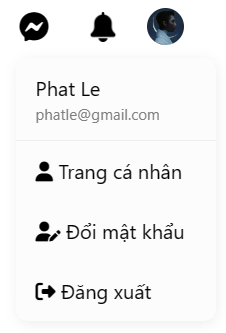 Phat Le
phatle@gmail.com
Trang cá nhân
Đổi mật khẩu
Đăng xuất